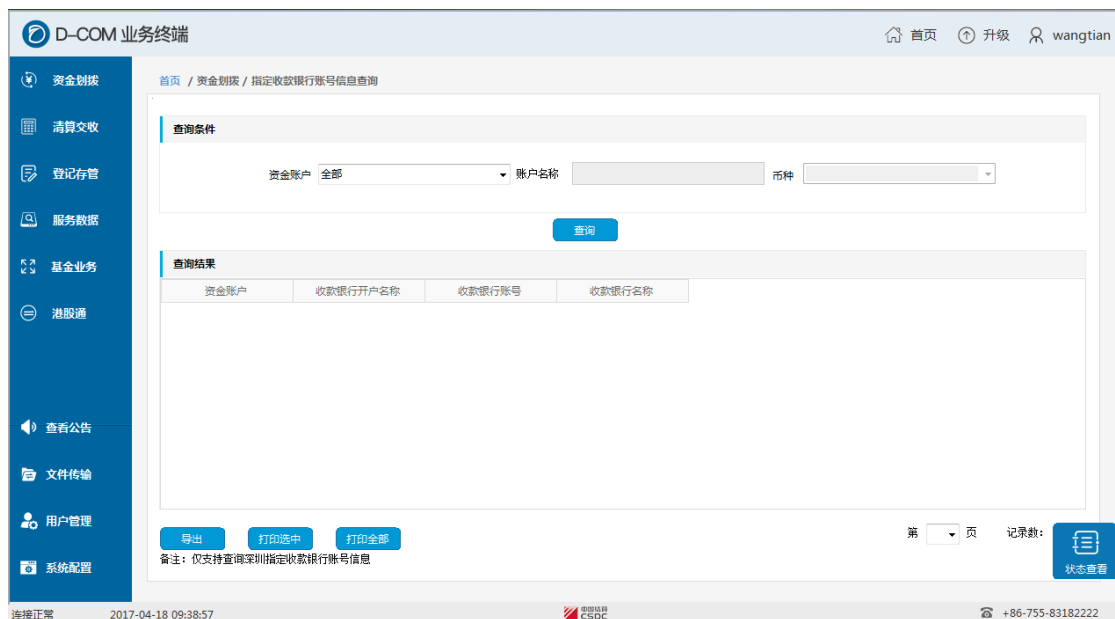 D-COM 业务终端
首页 升级 wangtian
资金划拨
清算交收
登记存管
服务数据
基金业务
港股通
查看公告
文件传输
用户管理
系统配置
首页 / 资金划拨 / 指定收款银行账号信息查询
查询条件
资金账户 全部 账户名称 币种
查询
查询结果
资金账户 收款银行开户名称 收款银行账号 收款银行名称
导出 打印选中 打印全部
第 页 记录数:
备注: 仅支持查询深圳指定收款银行账号信息
状态查看
连接正常 2017-04-18 09:38:57 中国结算 CSDC +86-755-83182222